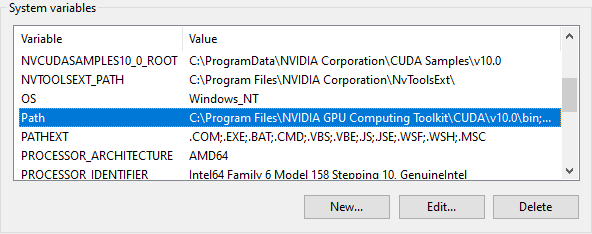 System variables
Variable Value
NVCUDASAMPLES10_0_ROOT C:\ProgramData\NVIDIA Corporation\CUDA Samples\v10.0
NVTOOLSEXT_PATH C:\Program Files\NVIDIA Corporation\NvToolsExt\
OS Windows_NT
Path C:\Program Files\NVIDIA GPU Computing Toolkit\CUDA\v10.0\bin;...
PATHEXT .COM;.EXE;.BAT;.CMD;.VBS;.VBE;.JS;.JSE;.WSF;.WSH;.MSC
PROCESSOR_ARCHITECTURE AMD64
PROCESSOR_IDENTIFIER Intel64 Family 6 Model 158 Stepping 10, GenuineIntel
New... Edit... Delete